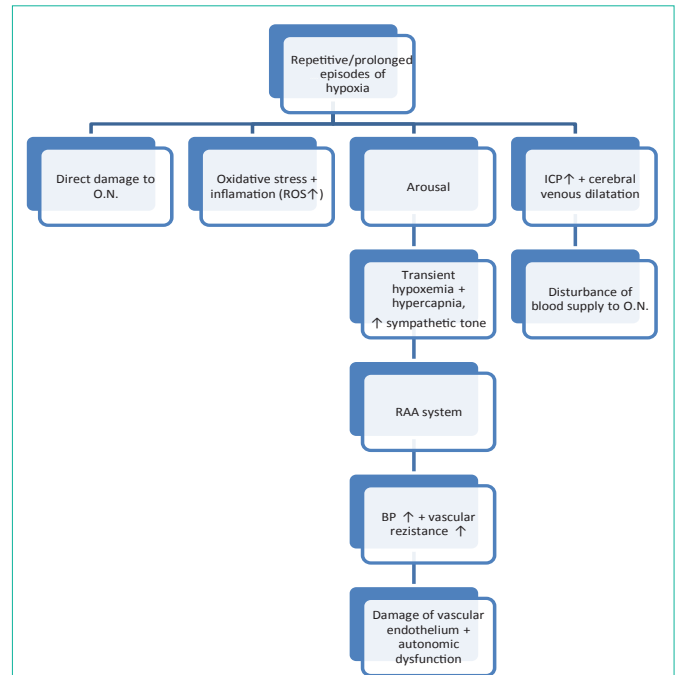 Repetitive/prolonged
episodes of
hypoxia
Direct damage to
O.N.
Oxidative stress +
inflamation (ROS↑)
Arousal
ICP↑ + cerebral
venous dilatation
Transient
hypoxemia +
hypercapnia,
↑ sympathetic tone
Disturbance of
blood supply to O.N.
RAA system
BP ↑ + vascular
rezistance ↑
Damage of vascular
endothelium +
autonomic
dysfunction